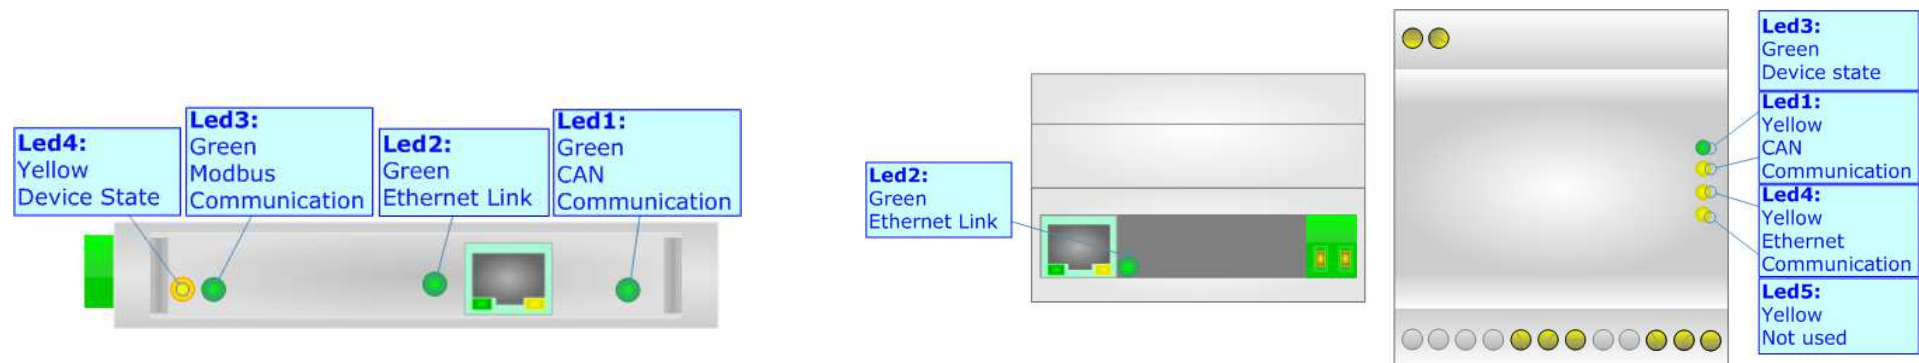 Led4:
Yellow
Device State
Led3:
Green
Modbus
Communication
Led2:
Green
Ethernet Link
Led1:
Green
CAN
Communication
Led2:
Green
Ethernet Link
Led3:
Green
Device state
Led1:
Yellow
CAN
Communication
Led4:
Yellow
Ethernet
Communication
Led5:
Yellow
Not used